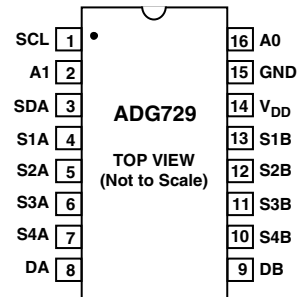 SCL 1 16 A0
A1 2 15 GND
SDA 3 14 VDD
ADG729
S1A 4 13 S1B
TOP VIEW
S2A 5 12 S2B
(Not to Scale)
S3A 6 11 S3B
S4A 7 10 S4B
DA 8 9 DB